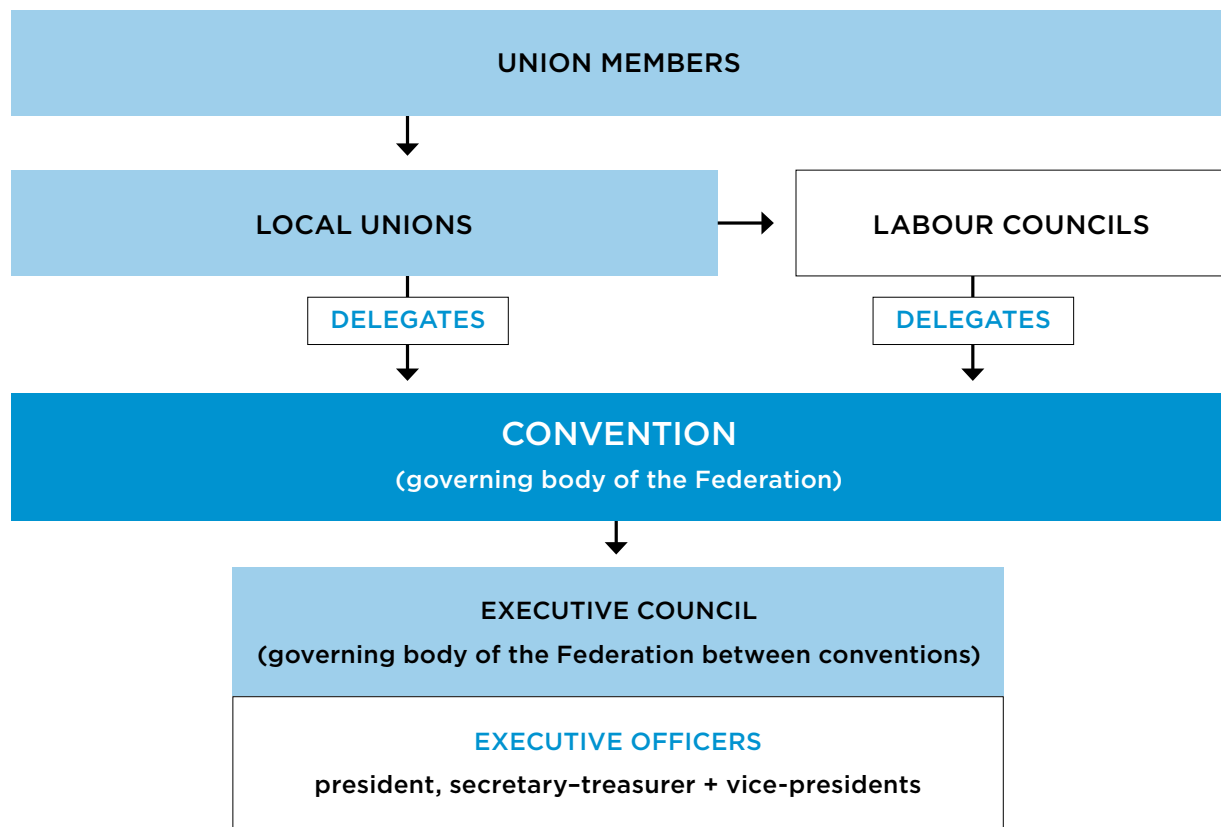 UNION MEMBERS
LOCAL UNIONS
LABOUR COUNCILS
DELEGATES
DELEGATES
CONVENTION
(governing body of the Federation)
EXECUTIVE COUNCIL
(governing body of the Federation between conventions)
EXECUTIVE OFFICERS
president, secretary–treasurer + vice-presidents